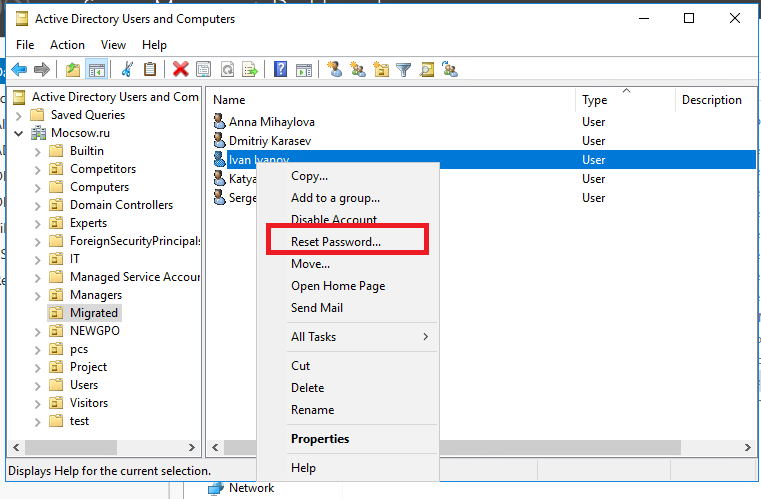 Active Directory Users and Computers
File Action View Help
Active Directory Users and Com
Saved Queries
Mocsow.ru
Builtin
Competitors
Computers
Domain Controllers
Experts
ForeignSecurityPrincipals
IT
Managed Service Accour
Managers
Migrated
NEWGPO
pcs
Project
Users
Visitors
test
Name Type Description
Anna Mihaylova User
Dmitriy Karasev User
Ivan Ivanov User
Katya User
Serge User
Copy...
Add to a group...
Disable Account
Reset Password...
Move...
Open Home Page
Send Mail
All Tasks
Cut
Delete
Rename
Properties
Help
Displays Help for the current selection.
Network